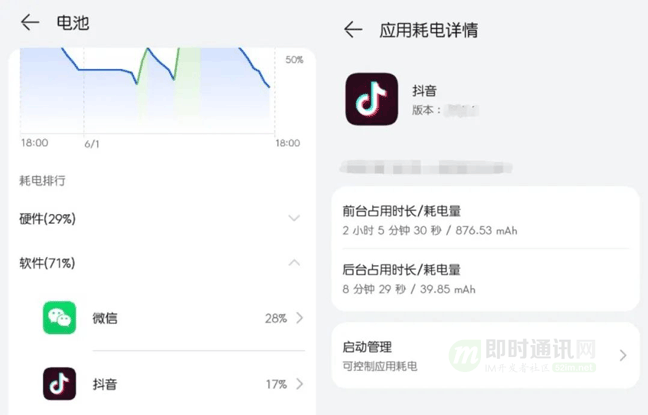 电池
50%
18:00 6/1 18:00
耗电排行
硬件(29%)
软件(71%)
微信 28%
抖音 17%
应用耗电详情
抖音
版本：
前台占用时长/耗电量
2 小时 5 分钟 30 秒 / 876.53 mAh
后台占用时长/耗电量
8 分钟 29 秒 / 39.85 mAh
启动管理
可控制应用耗电
即时通讯网
IM开发者社区 52im.net